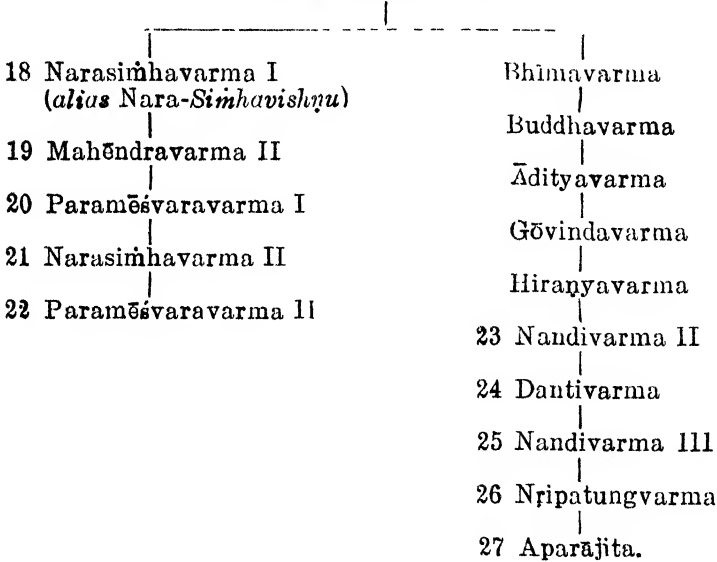 18 Narasiṁhavarma I
(alias Nara-Siṁhavishṇu)
19 Mahēndravarma II
20 Paramēśvaravarma I
21 Narasiṁhavarma II
22 Paramēśvaravarma II
Bhīmavarma
Buddhavarma
Ādityavarma
Gōvindavarma
Hiraṇyavarma
23 Nandivarma II
24 Dantivarma
25 Nandivarma III
26 Nṛipatungvarma
27 Aparājita.